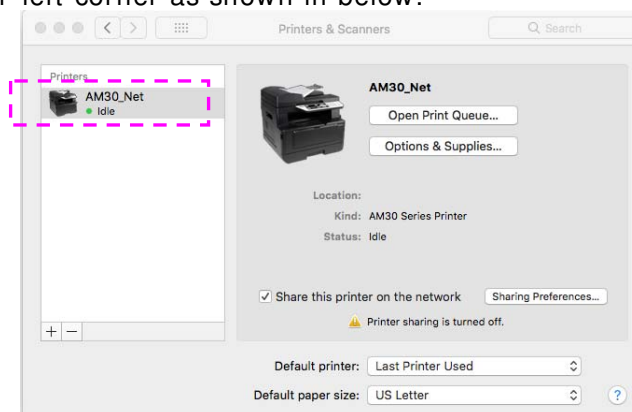 left corner as shown in below.
Printers & Scanners
Search
Printers
AM30_Net
Idle
AM30_Net
Open Print Queue...
Options & Supplies...
Location:
Kind: AM30 Series Printer
Status: Idle
Share this printer on the network
Sharing Preferences...
Printer sharing is turned off.
+ −
Default printer: Last Printer Used
Default paper size: US Letter
?